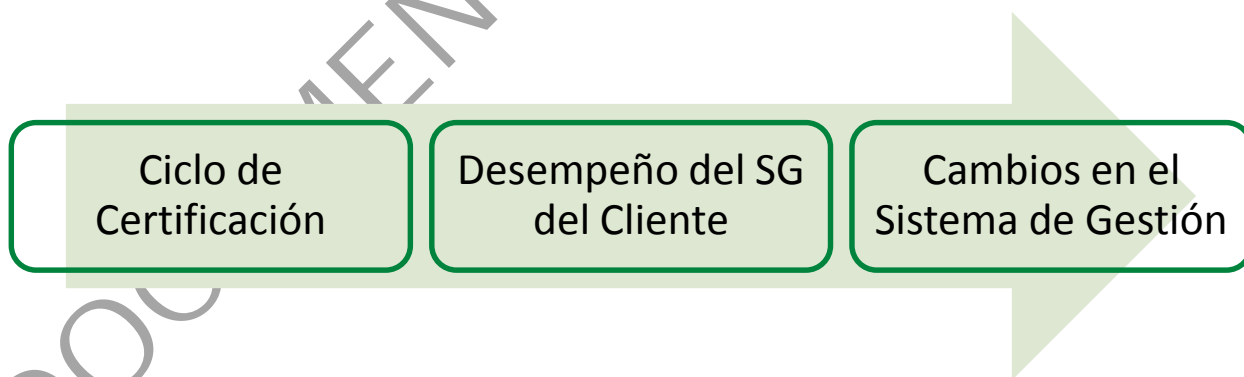 Ciclo de
Certificación
Desempeño del SG
del Cliente
Cambios en el
Sistema de Gestión